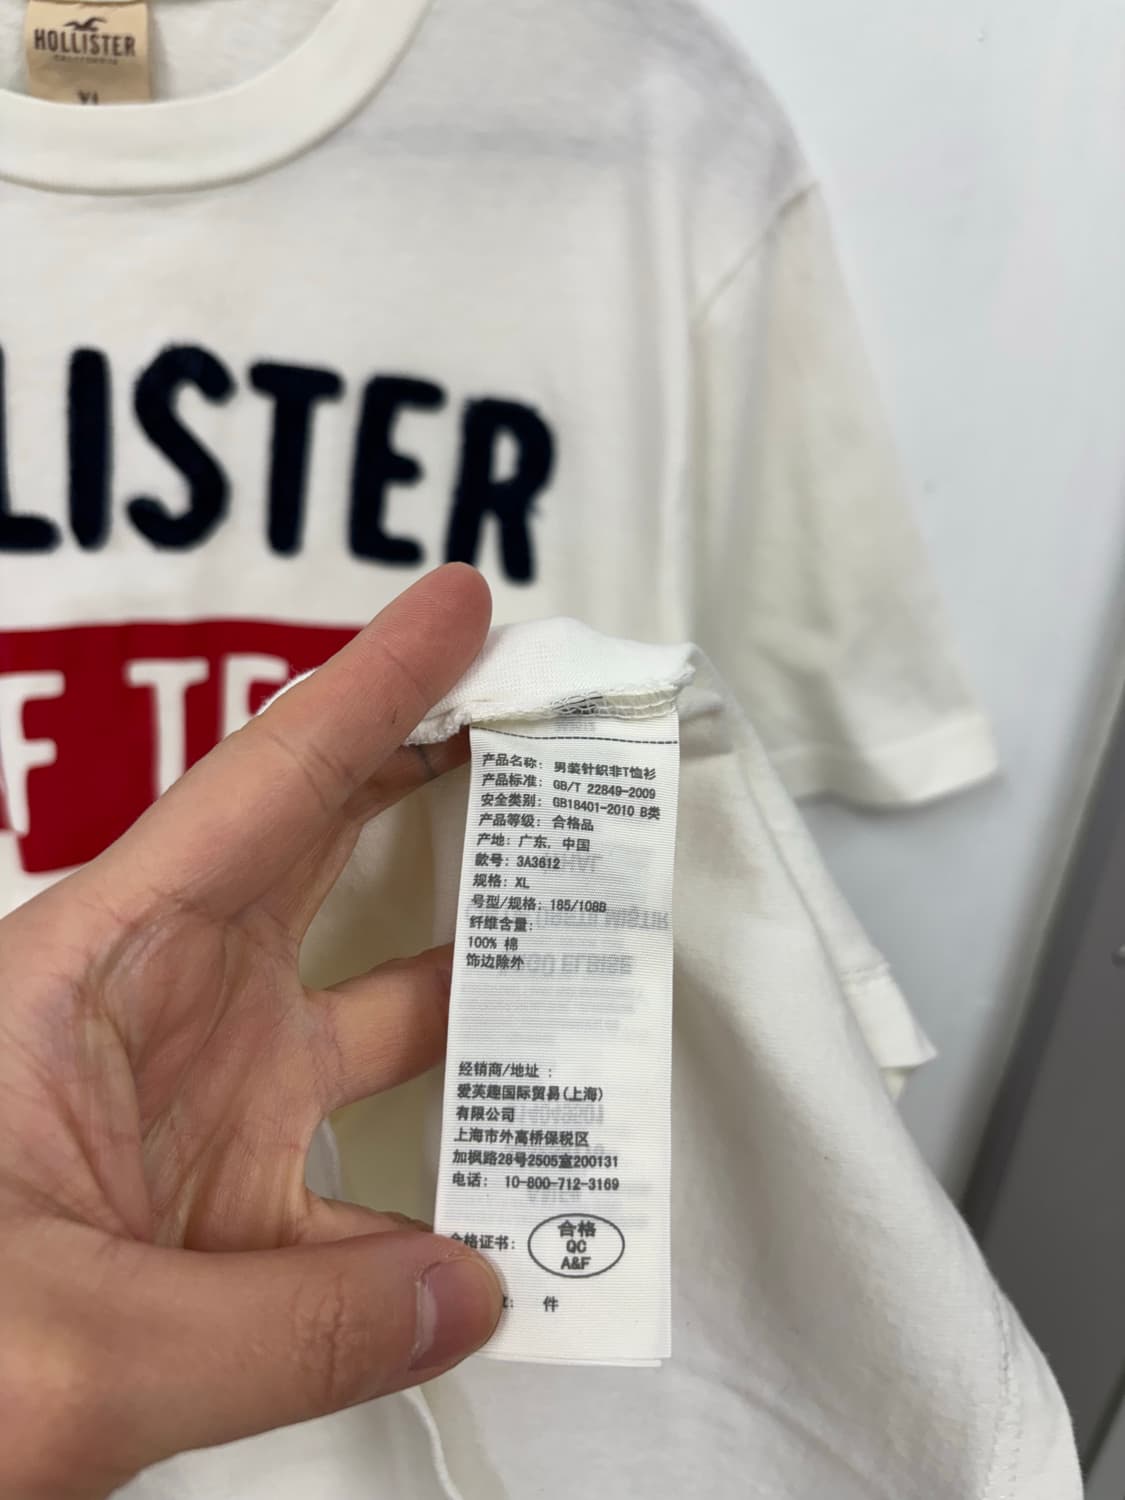 HOLLISTER
CALIFORNIA
XL
LISTER
F TE
产品名称: 男装针织非T恤衫
产品标准: GB/T 22849-2009
安全类别: GB18401-2010 B类
产品等级: 合格品
产地: 广东, 中国
款号: 3A3612
规格: XL
号型/规格: 185/108B
纤维含量:
100% 棉
饰边除外
经销商/地址 :
爱芙趣国际贸易(上海)
有限公司
上海市外高桥保税区
加枫路28号2505室200131
电话: 10-800-712-3169
格证书:
合格
QC
A&F
件